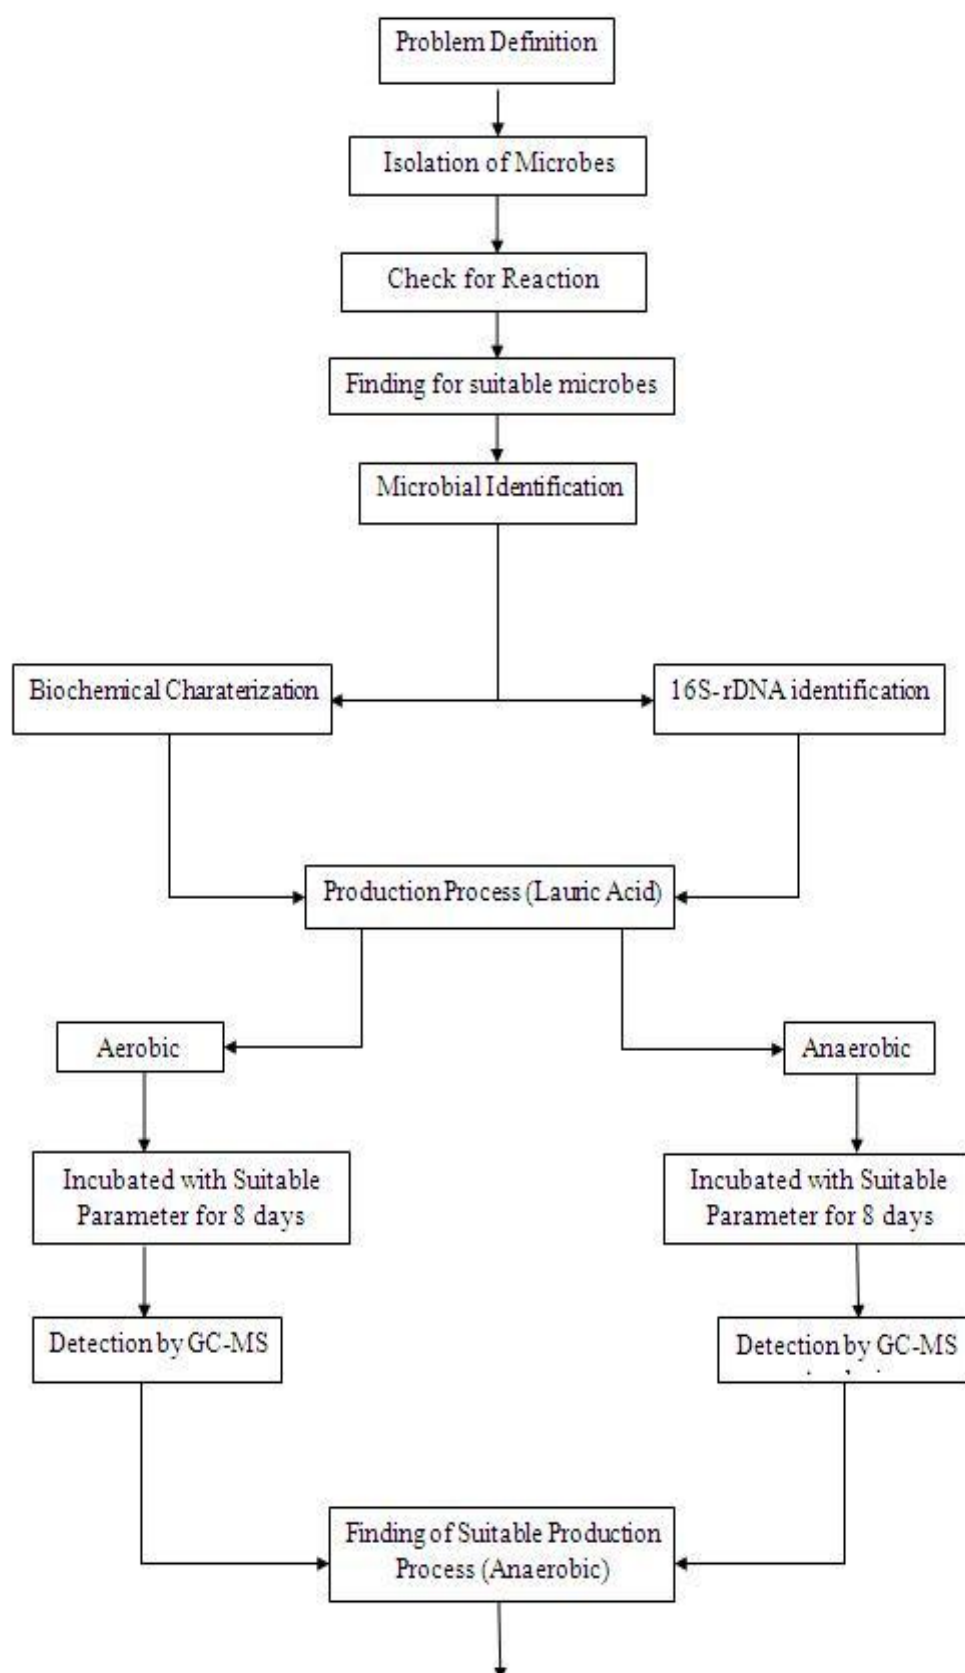 Problem Definition
Isolation of Microbes
Check for Reaction
Finding for suitable microbes
Microbial Identification
Biochemical Charaterization
16S-rDNA identification
Production Process (Lauric Acid)
Aerobic
Anaerobic
Incubated with Suitable
Parameter for 8 days
Incubated with Suitable
Parameter for 8 days
Detection by GC-MS
Detection by GC-MS
Finding of Suitable Production
Process (Anaerobic)